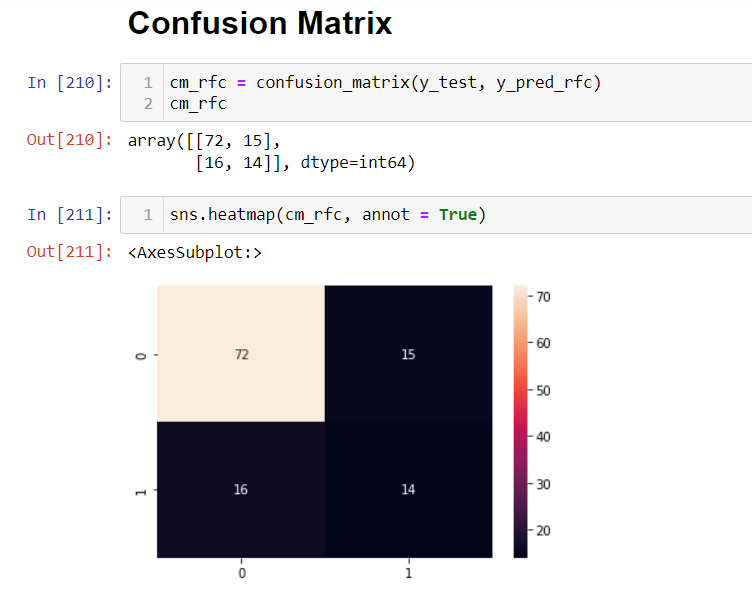 Confusion Matrix
In [210]:
1 cm_rfc = confusion_matrix(y_test, y_pred_rfc)
2 cm_rfc
Out[210]: array([[72, 15],
[16, 14]], dtype=int64)
In [211]:
1 sns.heatmap(cm_rfc, annot = True)
Out[211]: <AxesSubplot:>
70
0
72
15
60
50
40
1
16
14
30
20
0
1